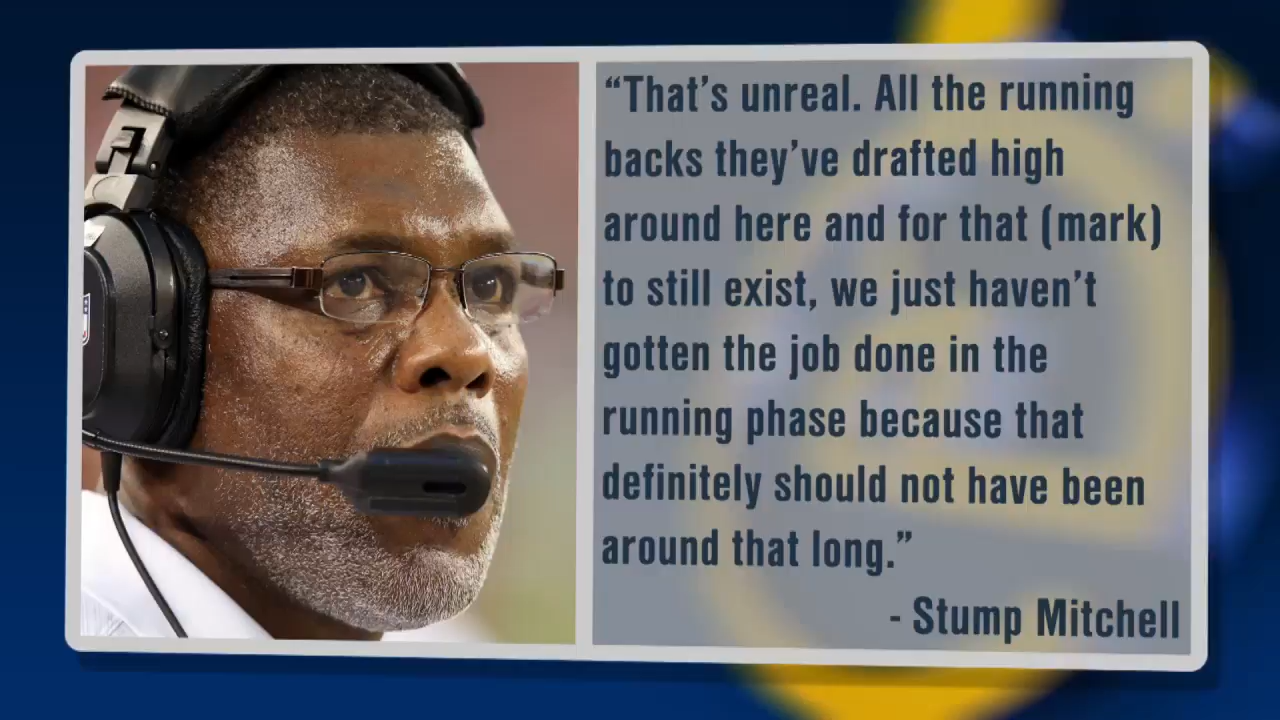 “That’s unreal. All the running
backs they’ve drafted high
around here and for that (mark)
to still exist, we just haven’t
gotten the job done in the
running phase because that
definitely should not have been
around that long.”
- Stump Mitchell